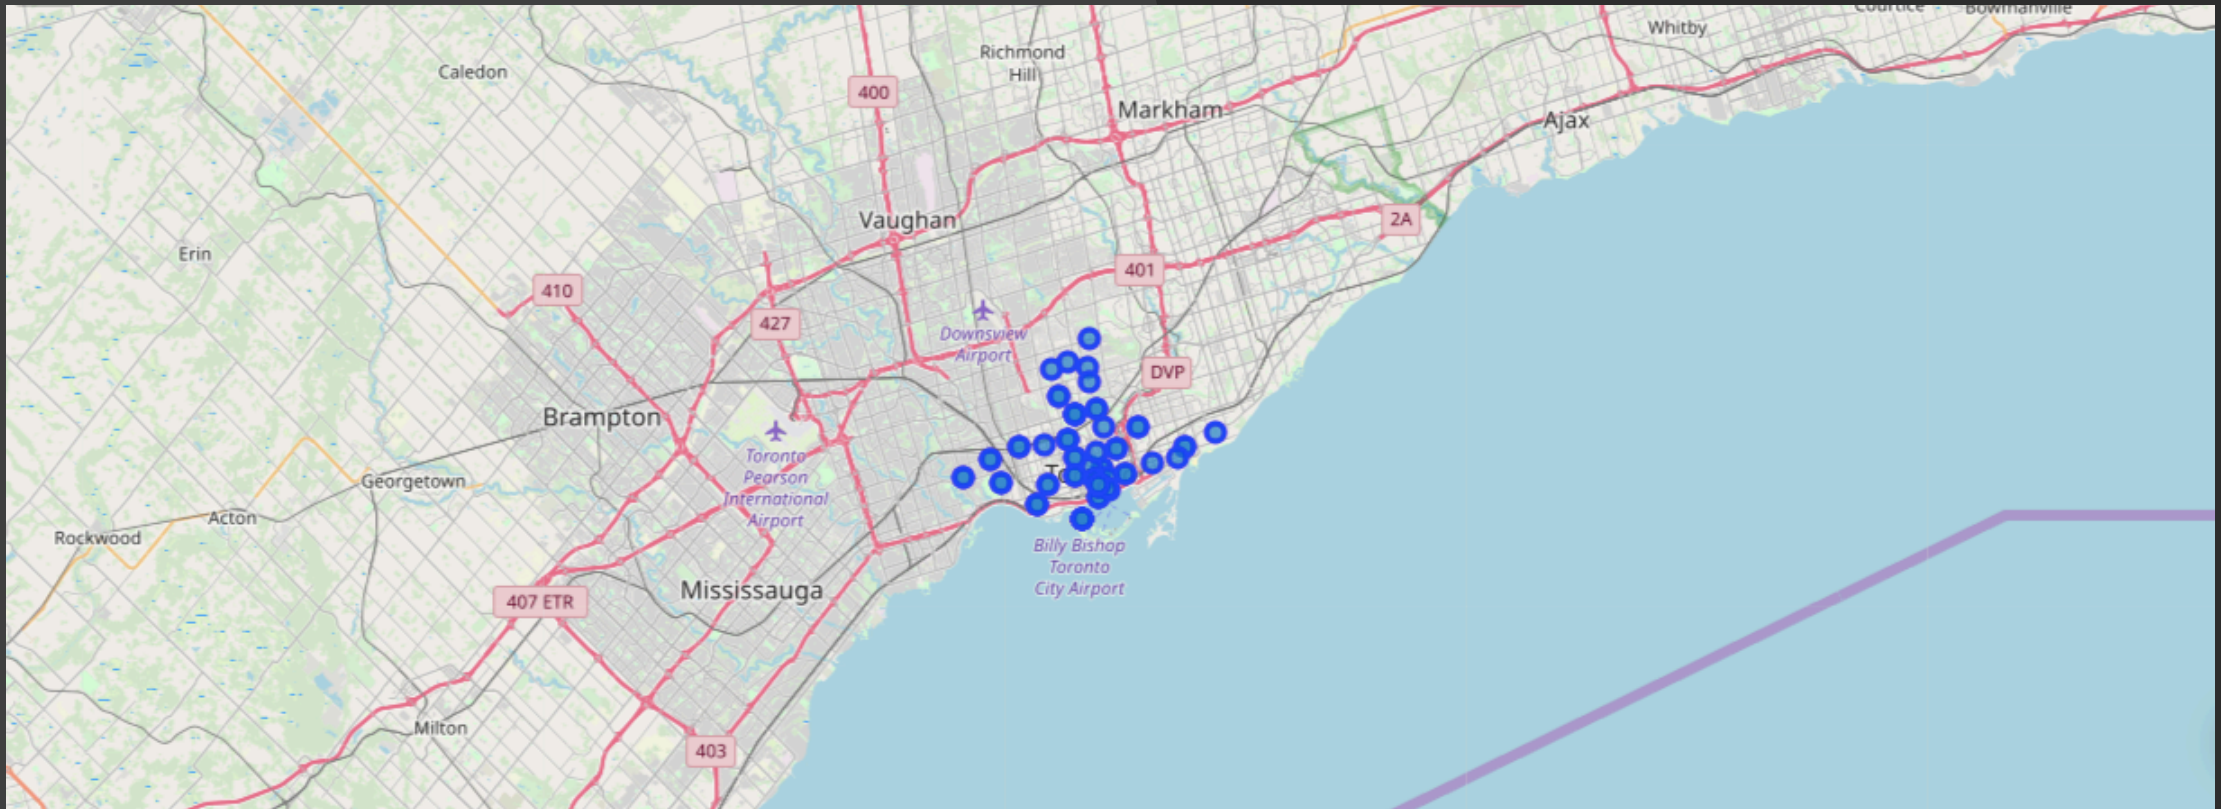 Courtice
Bowmanville
Whitby
Richmond
Hill
Caledon
400
Markham
Ajax
Vaughan
2A
Erin
401
410
427
Downsview
Airport
DVP
Brampton
Toronto
Pearson
International
Airport
To
Georgetown
Acton
Rockwood
Billy Bishop
Toronto
City Airport
Mississauga
407 ETR
Milton
403